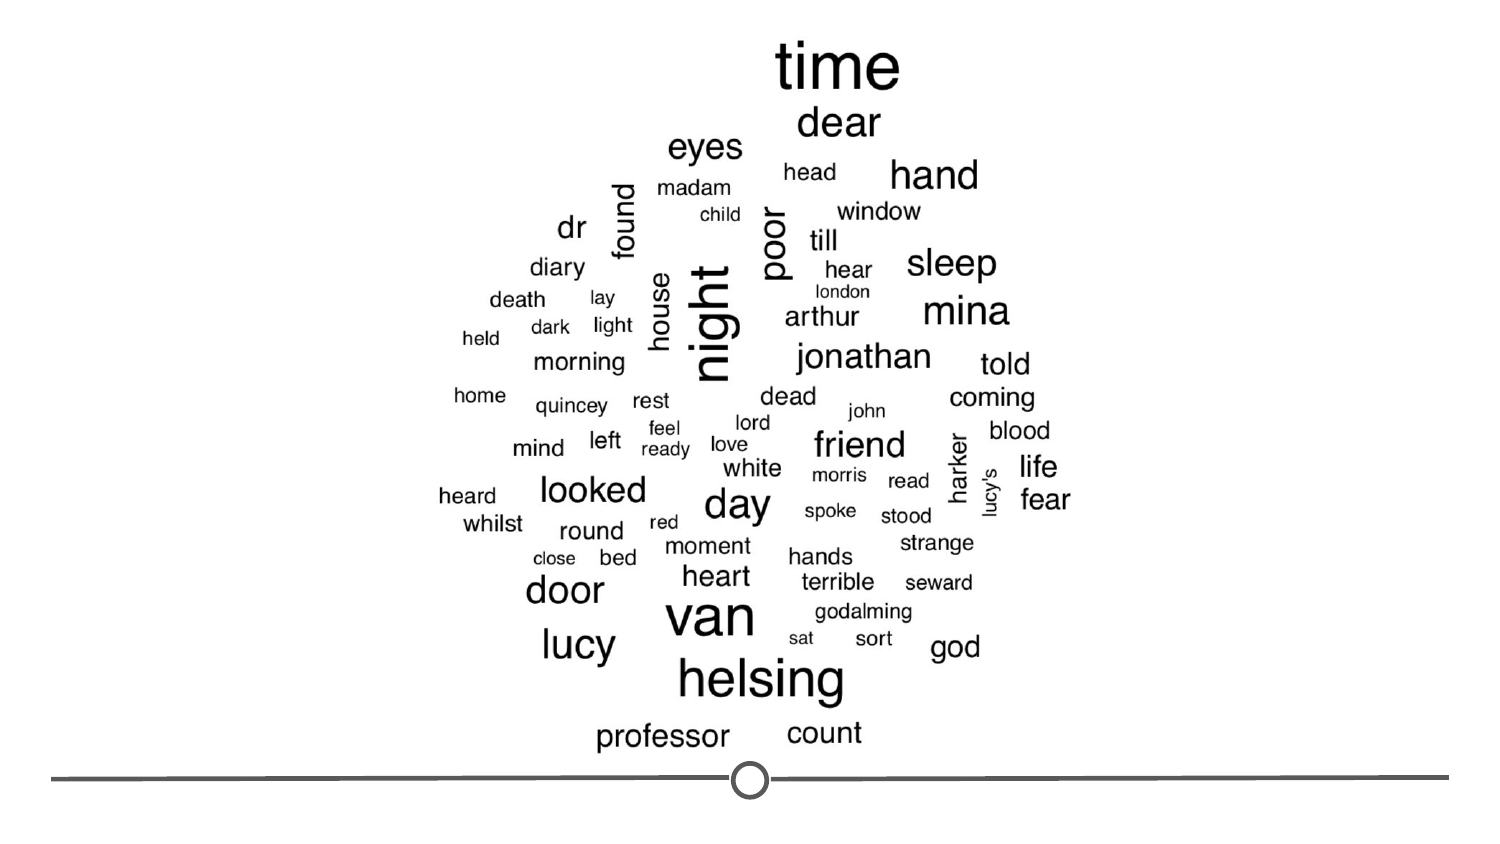 time
dear
eyes
head
hand
madam
found
child
window
poor
dr
till
diary
hear
sleep
death
lay
house
night
london
arthur
mina
held
dark
light
morning
jonathan
told
home
quincey
rest
dead
john
coming
mind
left
feel
ready
lord
love
friend
harker
blood
white
morris
read
lucy's
life
heard
looked
day
spoke
stood
fear
whilst
round
red
moment
hands
strange
close
bed
heart
terrible
seward
door
van
godalming
lucy
sat
sort
god
helsing
professor
count